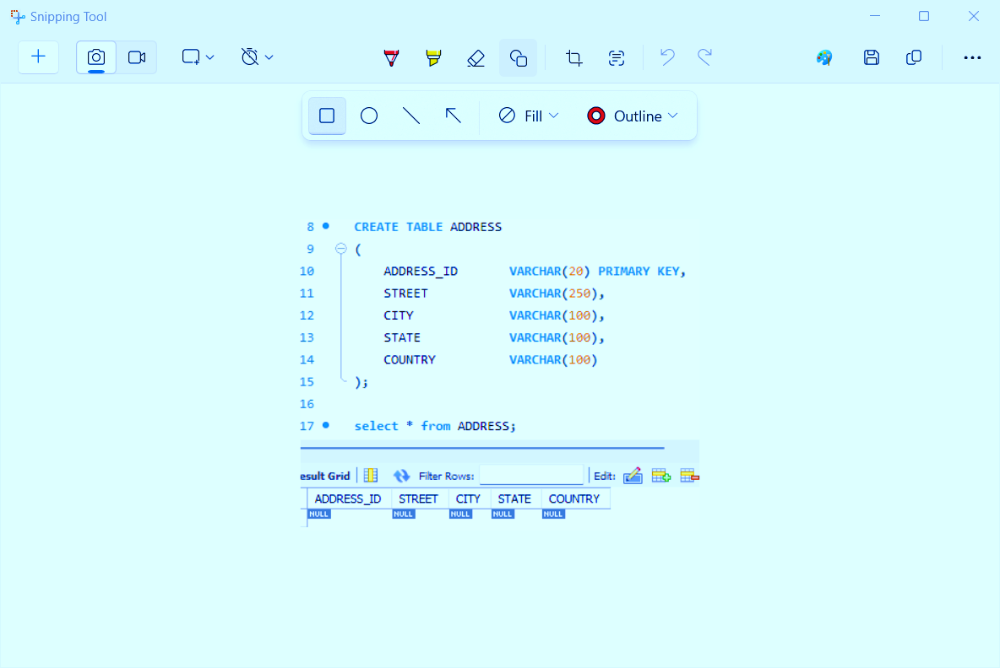 Snipping Tool
Fill
Outline
8 CREATE TABLE ADDRESS
9 (
10 ADDRESS_ID VARCHAR(20) PRIMARY KEY,
11 STREET VARCHAR(250),
12 CITY VARCHAR(100),
13 STATE VARCHAR(100),
14 COUNTRY VARCHAR(100)
15 );
16
17 select * from ADDRESS;
esult Grid Filter Rows: Edit:
ADDRESS_ID STREET CITY STATE COUNTRY
NULL NULL NULL NULL NULL